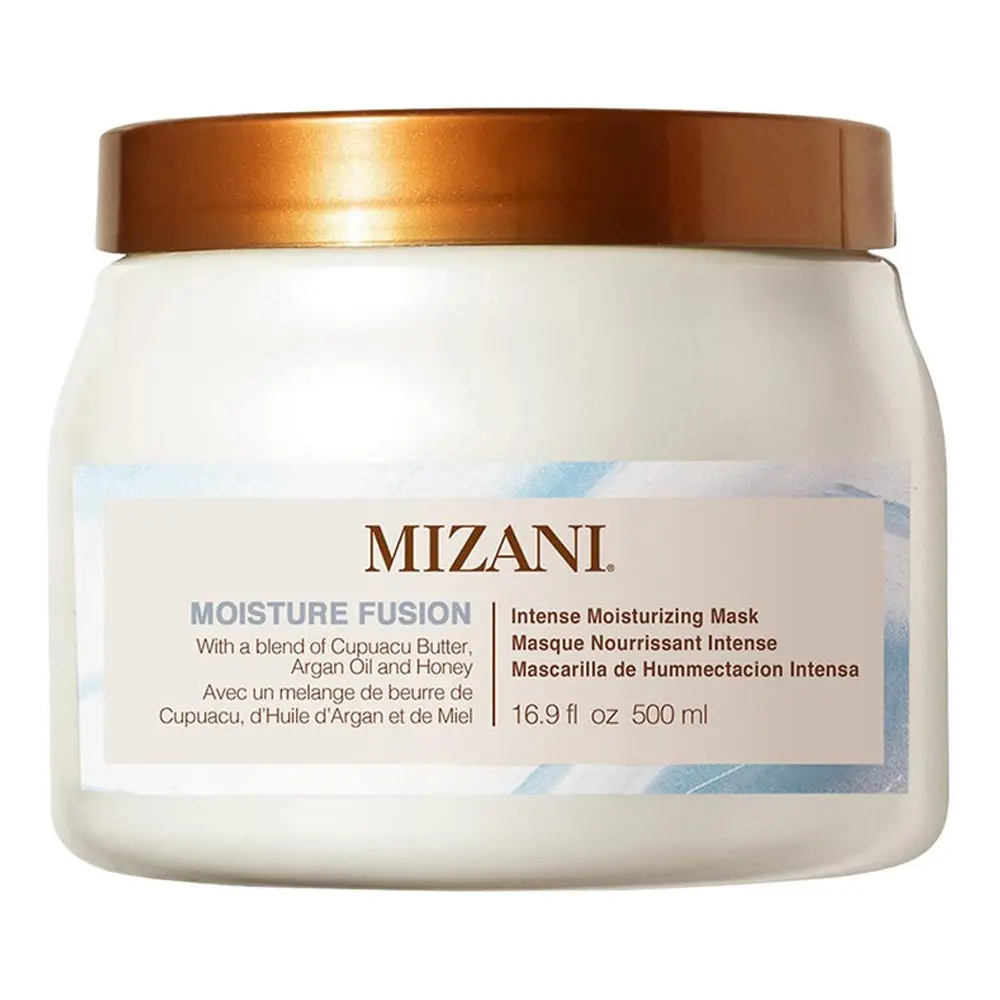 MIZANI®
MOISTURE FUSION
With a blend of Cupuacu Butter,
Argan Oil and Honey
Avec un melange de beurre de
Cupuacu, d'Huile d'Argan et de Miel
Intense Moisturizing Mask
Masque Nourrissant Intense
Mascarilla de Hummectacion Intensa
16.9 fl oz 500 ml